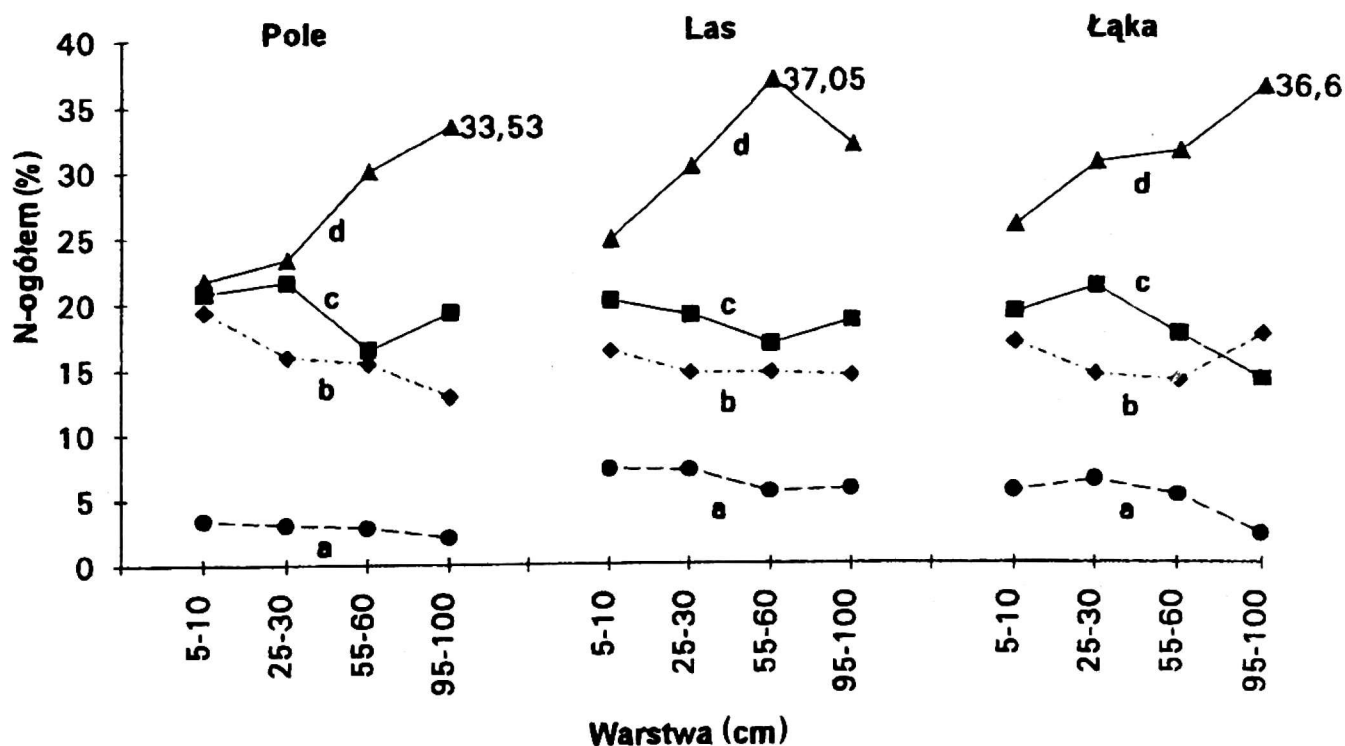 Pole Las Łąka
40
35
30
25
20
15
10
5
0
N-ogółem (%)
33,53
37,05
36,6
d
c
b
a
d
c
b
a
d
c
b
a
5-10
25-30
55-60
95-100
5-10
25-30
55-60
95-100
5-10
25-30
55-60
95-100
Warstwa (cm)